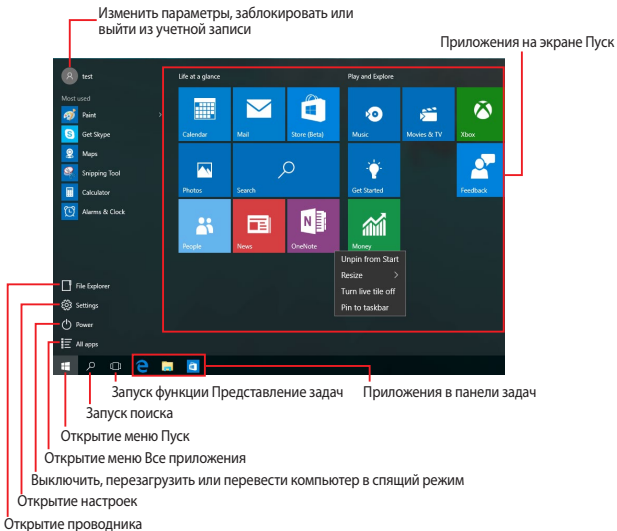 Изменить параметры, заблокировать или
выйти из учетной записи
Приложения на экране Пуск
test
Life at a glance
Play and Explore
Most used
Paint
Get Skype
Maps
Snipping Tool
Calculator
Alarms & Clock
Calendar
Mail
Store (Beta)
Music
Movies & TV
Xbox
Photos
Search
Get Started
Feedback
People
News
OneNote
Money
Unpin from Start
Resize
Turn live tile off
Pin to taskbar
File Explorer
Settings
Power
All apps
Запуск функции Представление задач
Приложения в панели задач
Запуск поиска
Открытие меню Пуск
Открытие меню Все приложения
Выключить, перезагрузить или перевести компьютер в спящий режим
Открытие настроек
Открытие проводника